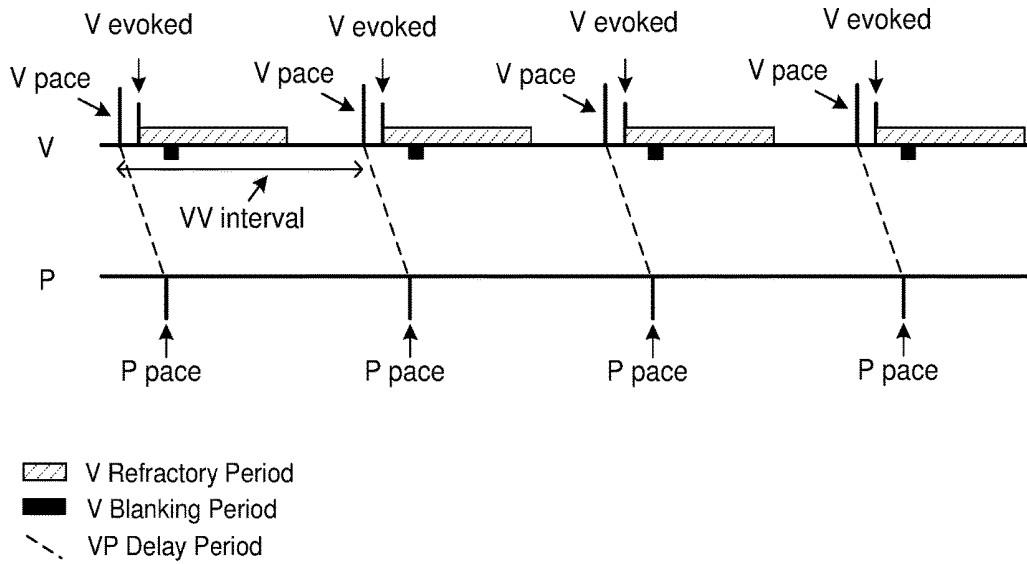 V evoked
V evoked
V evoked
V evoked
V pace
V pace
V pace
V pace
V
VV interval
P
P pace
P pace
P pace
P pace
V Refractory Period
V Blanking Period
VP Delay Period